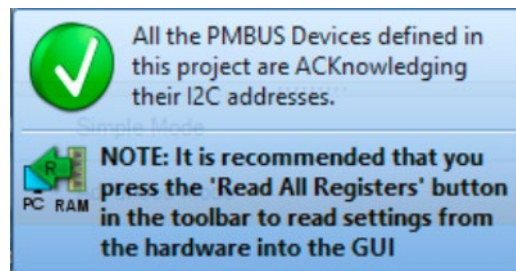 All the PMBUS Devices defined in
this project are ACKnowledging
their I2C addresses.
Simple Mode
NOTE: It is recommended that you
press the 'Read All Registers' button
in the toolbar to read settings from
the hardware into the GUI
R
PC RAM